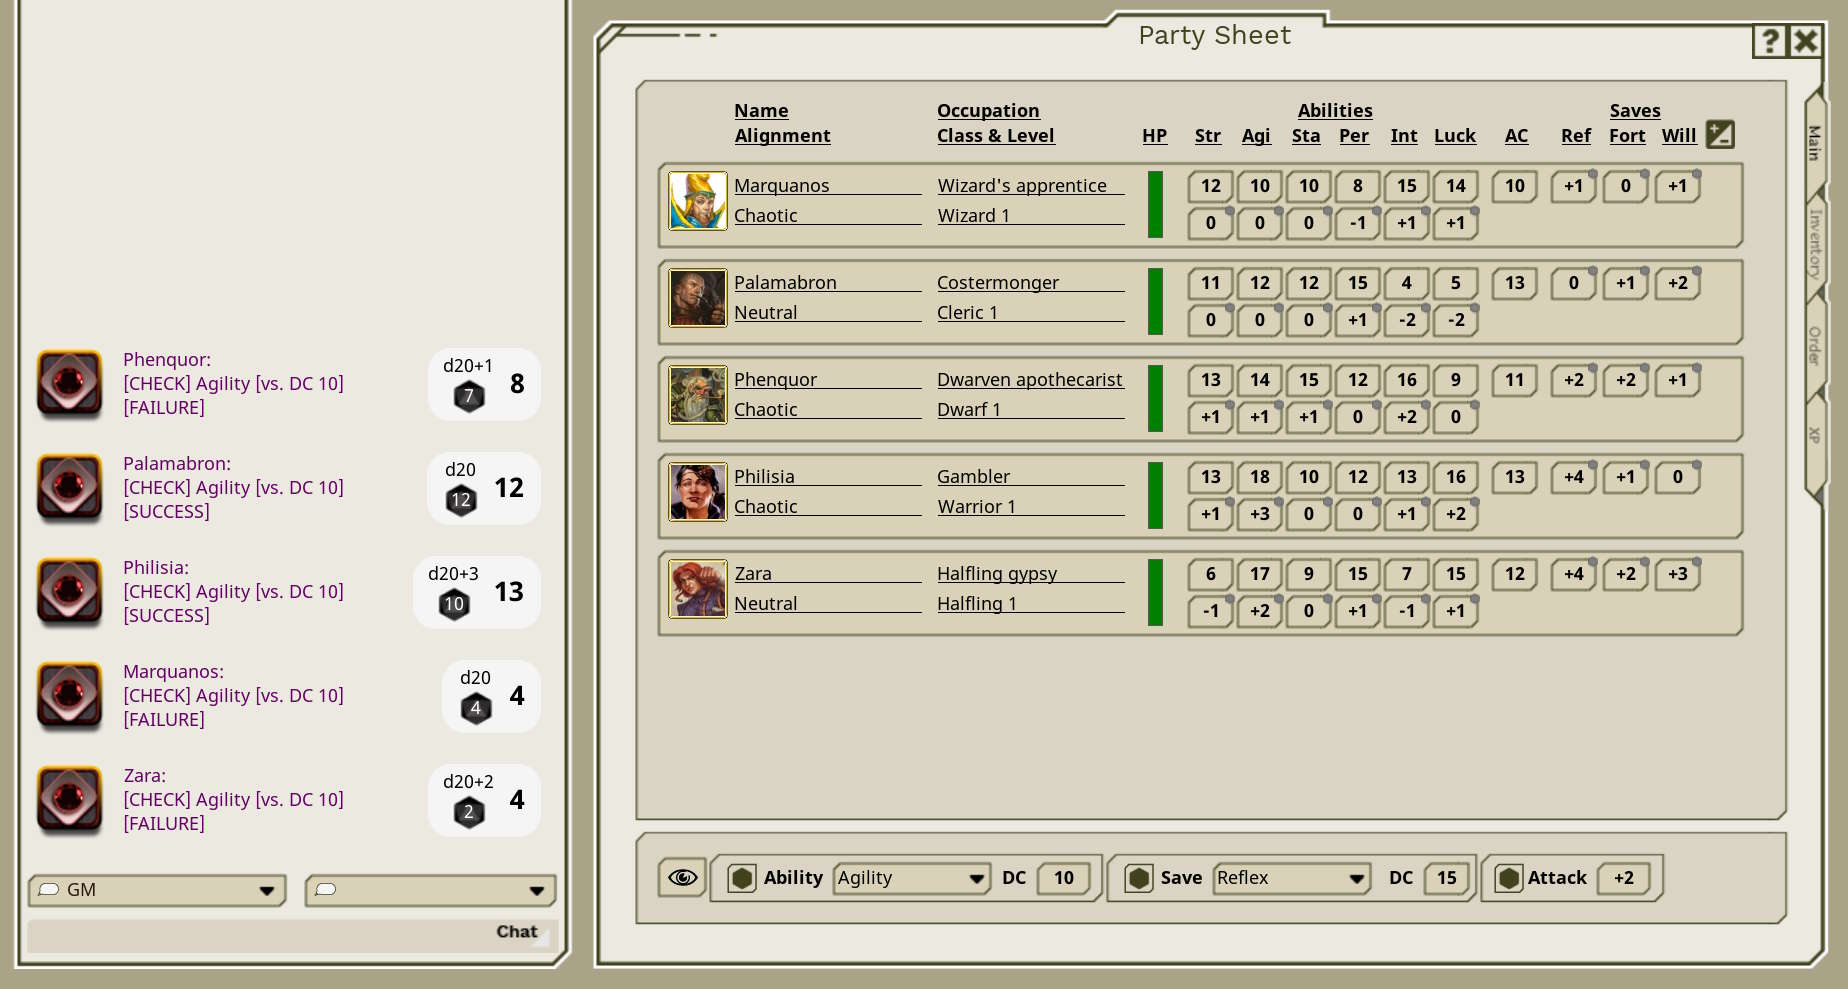 Phenquor:
[CHECK] Agility [vs. DC 10]
[FAILURE]
d20+1
7
8
Palamabron:
[CHECK] Agility [vs. DC 10]
[SUCCESS]
d20
12
12
Philisia:
[CHECK] Agility [vs. DC 10]
[SUCCESS]
d20+3
10
13
Marquanos:
[CHECK] Agility [vs. DC 10]
[FAILURE]
d20
4
4
Zara:
[CHECK] Agility [vs. DC 10]
[FAILURE]
d20+2
2
4
GM
Chat
Party Sheet
?
Name Occupation Abilities Saves
Alignment Class & Level HP Str Agi Sta Per Int Luck AC Ref Fort Will
Marquanos Wizard's apprentice 12 10 10 8 15 14 10 +1 0 +1
Chaotic Wizard 1 0 0 0 -1 +1 +1
Palamabron Costermonger 11 12 12 15 4 5 13 0 +1 +2
Neutral Cleric 1 0 0 0 +1 -2 -2
Phenquor Dwarven apothecarist 13 14 15 12 16 9 11 +2 +2 +1
Chaotic Dwarf 1 +1 +1 +1 0 +2 0
Philisia Gambler 13 18 10 12 13 16 13 +4 +1 0
Chaotic Warrior 1 +1 +3 0 0 +1 +2
Zara Halfling gypsy 6 17 9 15 7 15 12 +4 +2 +3
Neutral Halfling 1 -1 +2 0 +1 -1 +1
Ability Agility DC 10 Save Reflex DC 15 Attack +2
Main
Inventory
Order
XP